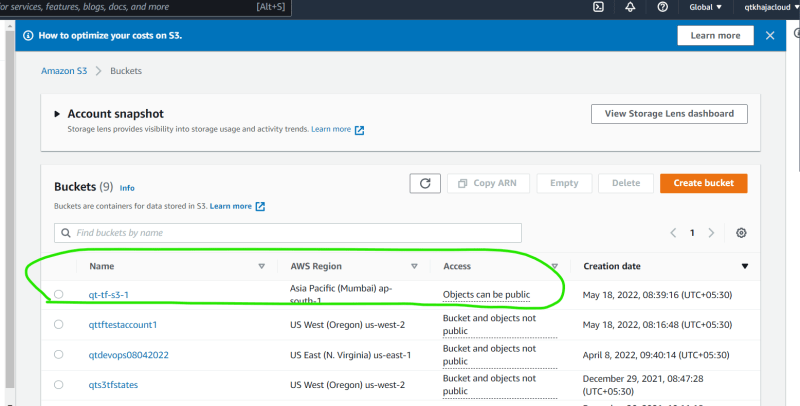 for services, features, blogs, docs, and more [Alt+S] Global ▼ qtkhajacloud ▼
How to optimize your costs on S3. Learn more
Amazon S3 > Buckets
Account snapshot View Storage Lens dashboard
Storage lens provides visibility into storage usage and activity trends. Learn more
Buckets (9) Info Copy ARN Empty Delete Create bucket
Buckets are containers for data stored in S3. Learn more
Find buckets by name < 1 >
Name AWS Region Access Creation date
qt-tf-s3-1 Asia Pacific (Mumbai) ap-south-1 Objects can be public May 18, 2022, 08:39:16 (UTC+05:30)
qttftestaccount1 US West (Oregon) us-west-2 Bucket and objects not public May 18, 2022, 08:16:48 (UTC+05:30)
qtdevops08042022 US East (N. Virginia) us-east-1 Bucket and objects not public April 8, 2022, 09:40:14 (UTC+05:30)
qts3tfstates US West (Oregon) us-west-2 Bucket and objects not public December 29, 2021, 08:47:28 (UTC+05:30)